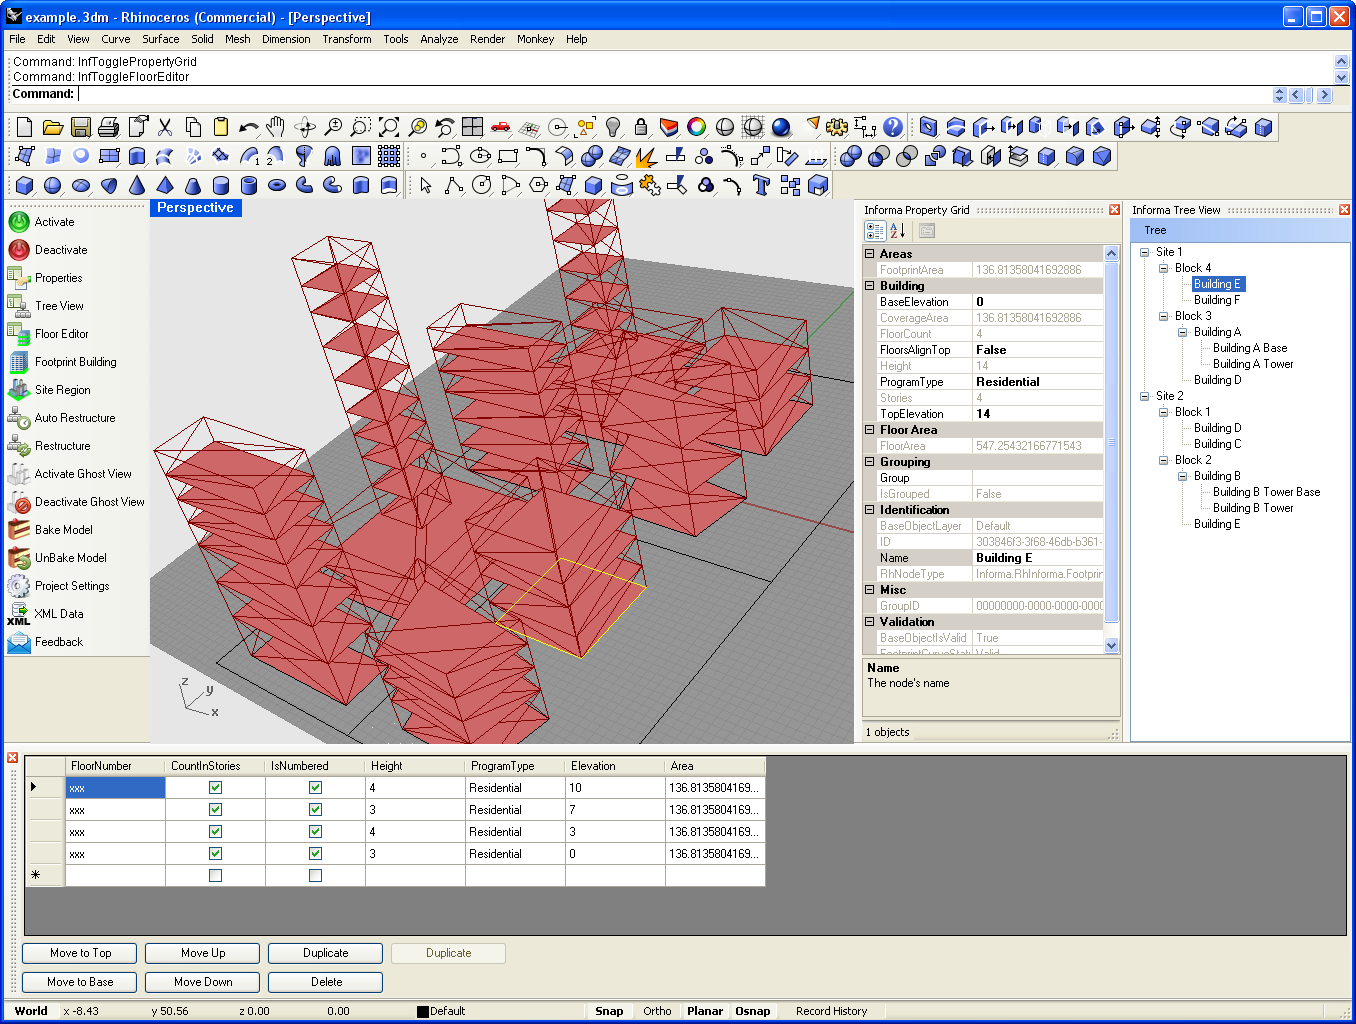 example.3dm - Rhinoceros (Commercial) - [Perspective]
File Edit View Curve Surface Solid Mesh Dimension Transform Tools Analyze Render Monkey Help
Command: InfTogglePropertyGrid
Command: InfToggleFloorEditor
Command:
Perspective
Activate
Deactivate
Properties
Tree View
Floor Editor
Footprint Building
Site Region
Auto Restructure
Restructure
Activate Ghost View
Deactivate Ghost View
Bake Model
UnBake Model
Project Settings
XML XML Data
Feedback
z
y
x
Informa Property Grid
Areas
FootprintArea 136.81358041692886
Building
BaseElevation 0
CoverageArea 136.81358041692886
FloorCount 4
FloorsAlignTop False
Height 14
ProgramType Residential
Stories 4
TopElevation 14
Floor Area
FloorArea 547.25432166771543
Grouping
Group
IsGrouped False
Identification
BaseObjectLayer Default
ID 303846f3-3f68-46db-b361-
Name Building E
RhNodeType Informa.RhInforma.Footprin
Misc
GroupID 00000000-0000-0000-0000
Validation
BaseObjectIsValid True
FootprintCurveStatu Valid
Name
The node's name
1 objects
Informa Tree View
Tree
Site 1
Block 4
Building E
Building F
Block 3
Building A
Building A Base
Building A Tower
Building D
Site 2
Block 1
Building D
Building C
Block 2
Building B
Building B Tower Base
Building B Tower
Building E
FloorNumber CountInStories IsNumbered Height ProgramType Elevation Area
xxx 4 Residential 10 136.8135804169...
xxx 3 Residential 7 136.8135804169...
xxx 4 Residential 3 136.8135804169...
xxx 3 Residential 0 136.8135804169...
Move to Top Move Up Duplicate Duplicate
Move to Base Move Down Delete
World x -8.43 y 50.56 z 0.00 0.00 Default Snap Ortho Planar Osnap Record History